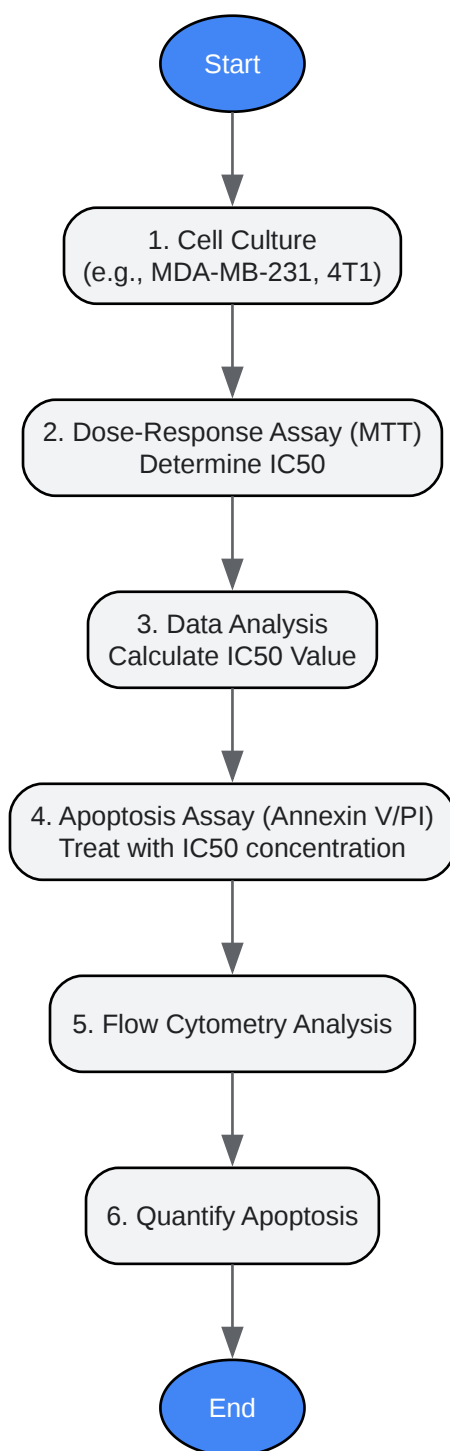 Start
1. Cell Culture
(e.g., MDA-MB-231, 4T1)
2. Dose-Response Assay (MTT)
Determine IC50
3. Data Analysis
Calculate IC50 Value
4. Apoptosis Assay (Annexin V/PI)
Treat with IC50 concentration
5. Flow Cytometry Analysis
6. Quantify Apoptosis
End